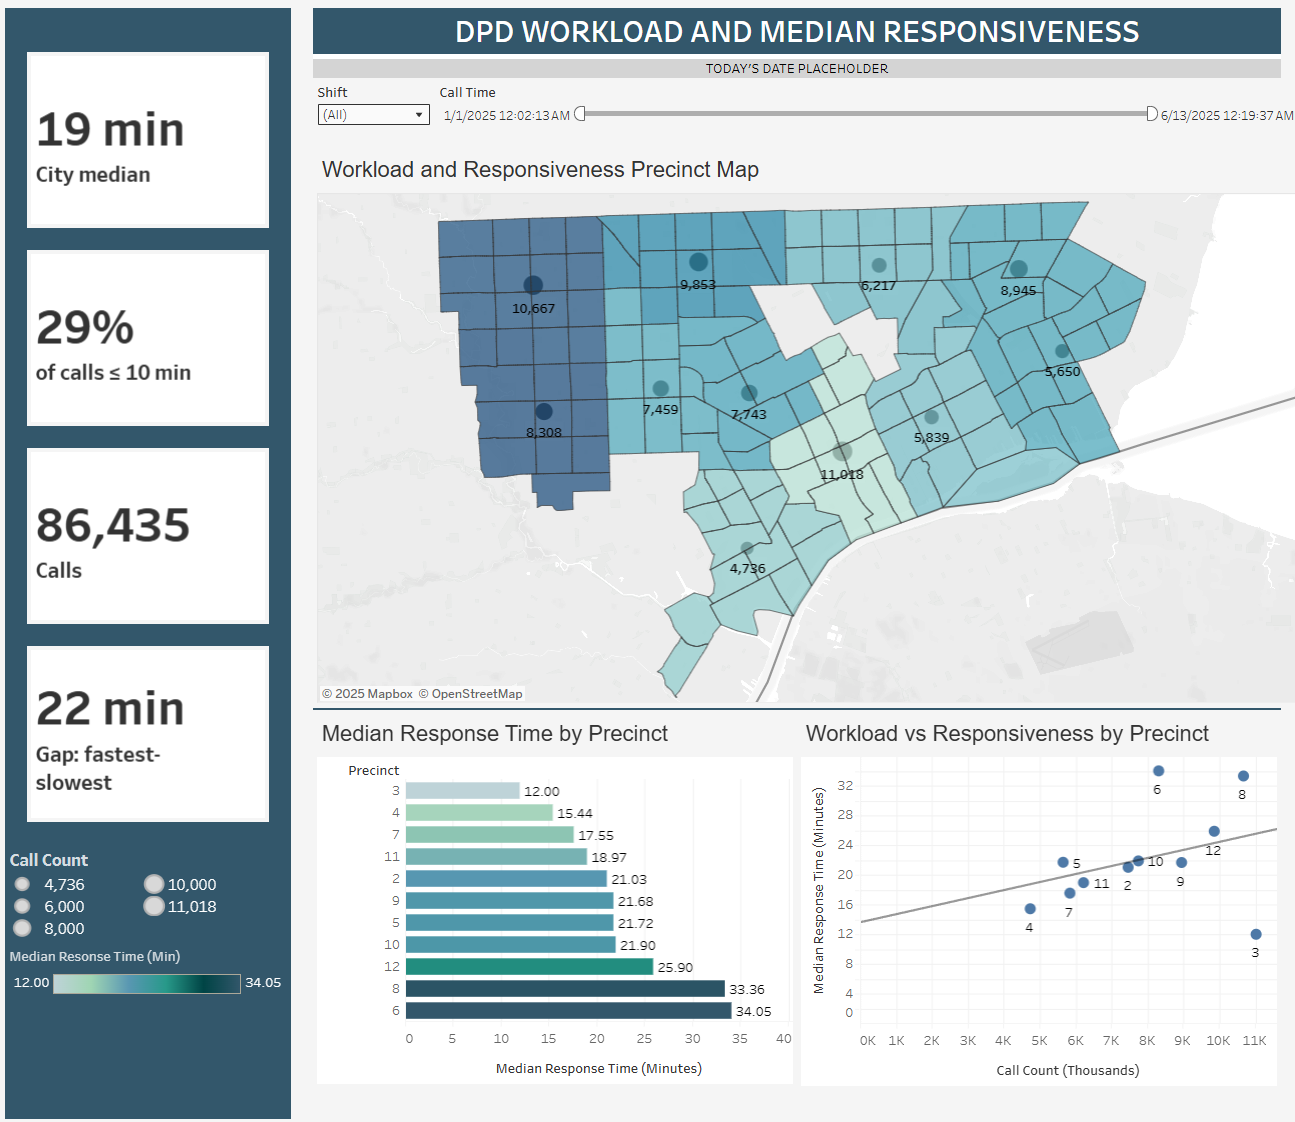 DPD WORKLOAD AND MEDIAN RESPONSIVENESS
TODAY'S DATE PLACEHOLDER
Shift
(All)
Call Time
1/1/2025 12:02:13 AM
6/13/2025 12:19:37 AM
19 min
City median
29%
of calls ≤ 10 min
86,435
Calls
22 min
Gap: fastest-
slowest
Call Count
4,736
6,000
8,000
10,000
11,018
Median Resonse Time (Min)
12.00
34.05
Workload and Responsiveness Precinct Map
10,667
9,853
6,217
8,945
5,650
7,459
7,743
8,308
5,839
11,018
4,736
© 2025 Mapbox © OpenStreetMap
Median Response Time by Precinct
Precinct
3 12.00
4 15.44
7 17.55
11 18.97
2 21.03
9 21.68
5 21.72
10 21.90
12 25.90
8 33.36
6 34.05
0 5 10 15 20 25 30 35 40
Median Response Time (Minutes)
Workload vs Responsiveness by Precinct
Median Response Time (Minutes)
32
28
24
20
16
12
8
4
0
6
8
12
5
10
11
2
9
7
4
3
0K 1K 2K 3K 4K 5K 6K 7K 8K 9K 10K 11K
Call Count (Thousands)